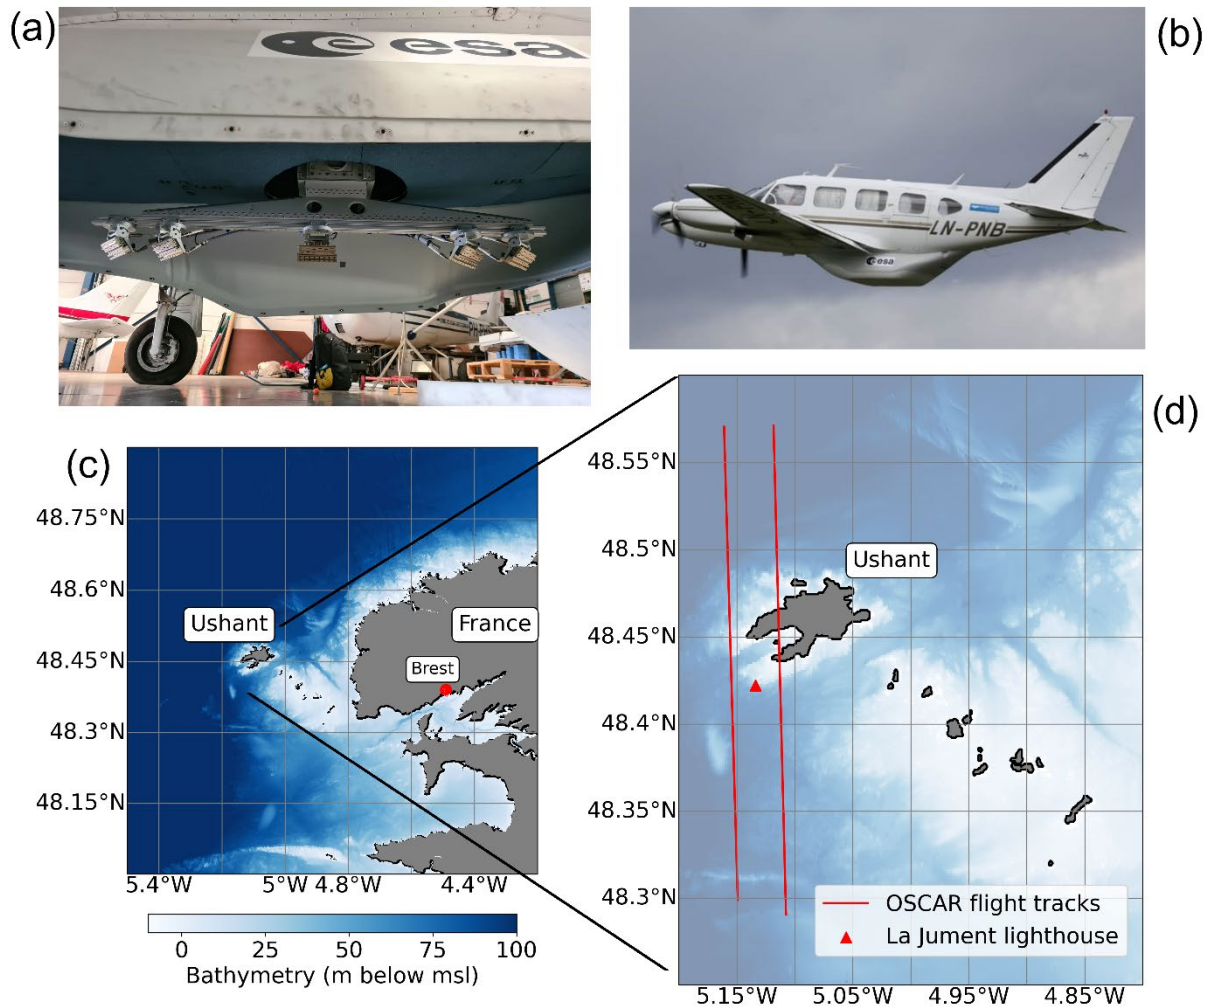 (a)
esa
(b)
LN-PNB
esa
(c)
48.75°N
48.6°N
48.45°N
48.3°N
48.15°N
5.4°W
5°W
4.8°W
4.4°W
Ushant
France
Brest
0
25
50
75
100
Bathymetry (m below msl)
(d)
48.55°N
48.5°N
48.45°N
48.4°N
48.35°N
48.3°N
5.15°W
5.05°W
4.95°W
4.85°W
Ushant
OSCAR flight tracks
La Jument lighthouse